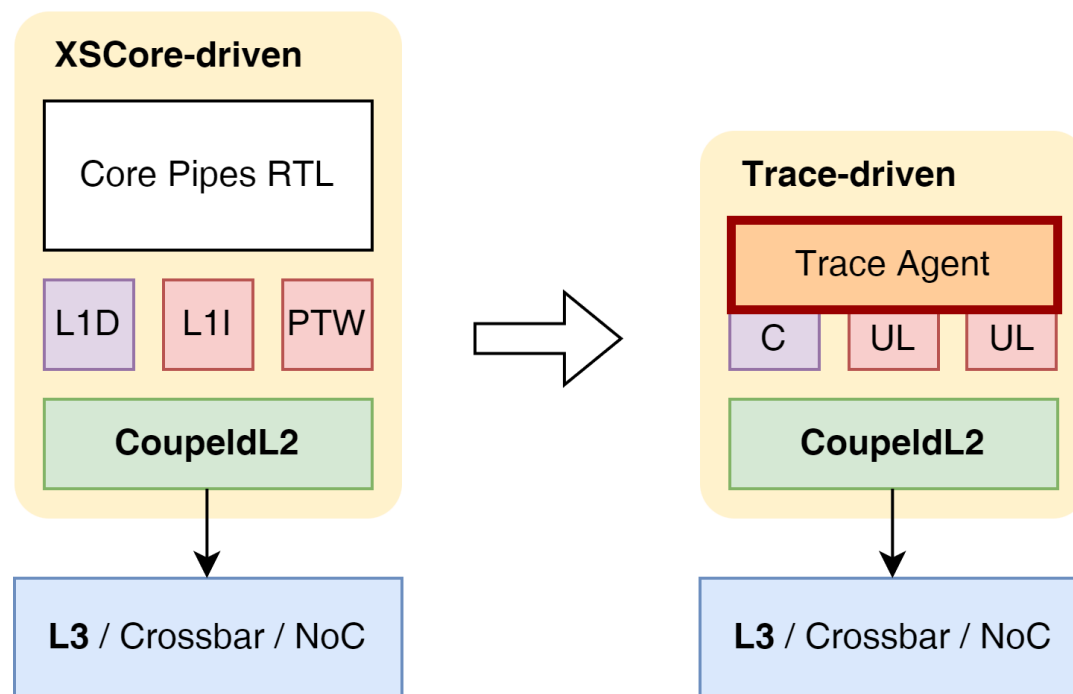 XSCore-driven
Core Pipes RTL
L1D
L1I
PTW
CoupeldL2
L3 / Crossbar / NoC
Trace-driven
Trace Agent
C
UL
UL
CoupeldL2
L3 / Crossbar / NoC